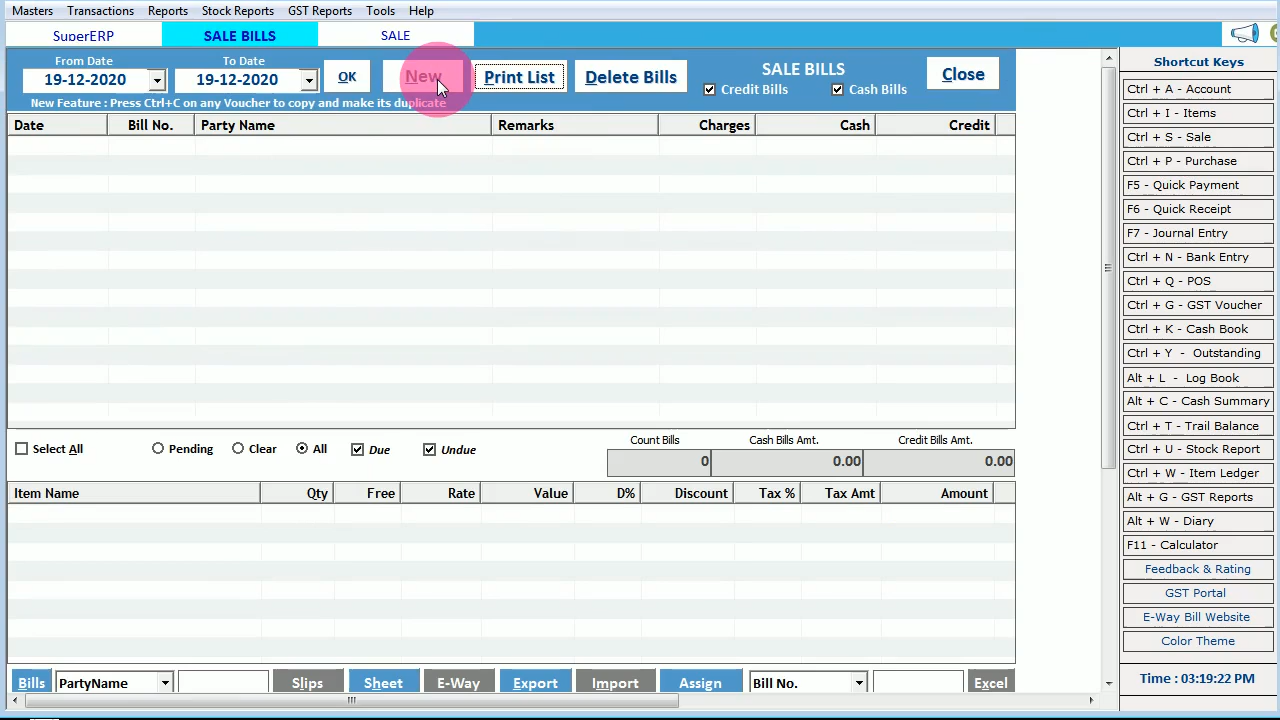 Masters Transactions Reports Stock Reports GST Reports Tools Help
SuperERP SALE BILLS SALE
From Date To Date
19-12-2020 19-12-2020 OK New Print List Delete Bills SALE BILLS Close
Credit Bills Cash Bills
New Feature : Press Ctrl+C on any Voucher to copy and make its duplicate
Date Bill No. Party Name Remarks Charges Cash Credit
Select All Pending Clear All Due Undue
Count Bills Cash Bills Amt. Credit Bills Amt.
0 0.00 0.00
Item Name Qty Free Rate Value D% Discount Tax % Tax Amt Amount
Bills PartyName Slips Sheet E-Way Export Import Assign Bill No. Excel
Shortcut Keys
Ctrl + A - Account
Ctrl + I - Items
Ctrl + S - Sale
Ctrl + P - Purchase
F5 - Quick Payment
F6 - Quick Receipt
F7 - Journal Entry
Ctrl + N - Bank Entry
Ctrl + Q - POS
Ctrl + G - GST Voucher
Ctrl + K - Cash Book
Ctrl + Y - Outstanding
Alt + L - Log Book
Alt + C - Cash Summary
Ctrl + T - Trail Balance
Ctrl + U - Stock Report
Ctrl + W - Item Ledger
Alt + G - GST Reports
Alt + W - Diary
F11 - Calculator
Feedback & Rating
GST Portal
E-Way Bill Website
Color Theme
Time : 03:19:22 PM